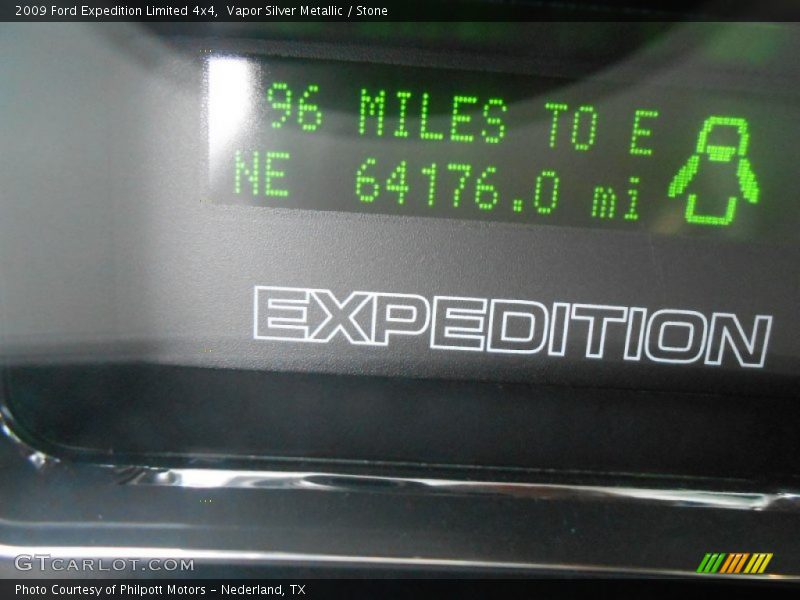 2009 Ford Expedition Limited 4x4,  Vapor Silver Metallic / Stone
96 MILES TO E
NE 64176.0 mi
EXPEDITION
GTCARLOT.COM
Photo Courtesy of Philpott Motors - Nederland, TX